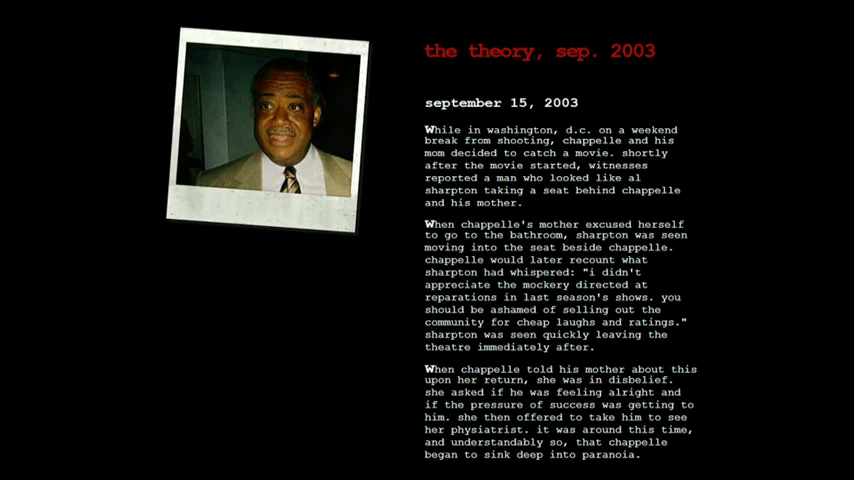 the theory, sep. 2003
september 15, 2003
While in washington, d.c. on a weekend
break from shooting, chappelle and his
mom decided to catch a movie. shortly
after the movie started, witnesses
reported a man who looked like al
sharpton taking a seat behind chappelle
and his mother.
When chappelle's mother excused herself
to go to the bathroom, sharpton was seen
moving into the seat beside chappelle.
chappelle would later recount what
sharpton had whispered: "i didn't
appreciate the mockery directed at
reparations in last season's shows. you
should be ashamed of selling out the
community for cheap laughs and ratings."
sharpton was seen quickly leaving the
theatre immediately after.
When chappelle told his mother about this
upon her return, she was in disbelief.
she asked if he was feeling alright and
if the pressure of success was getting to
him. she then offered to take him to see
her physiatrist. it was around this time,
and understandably so, that chappelle
began to sink deep into paranoia.